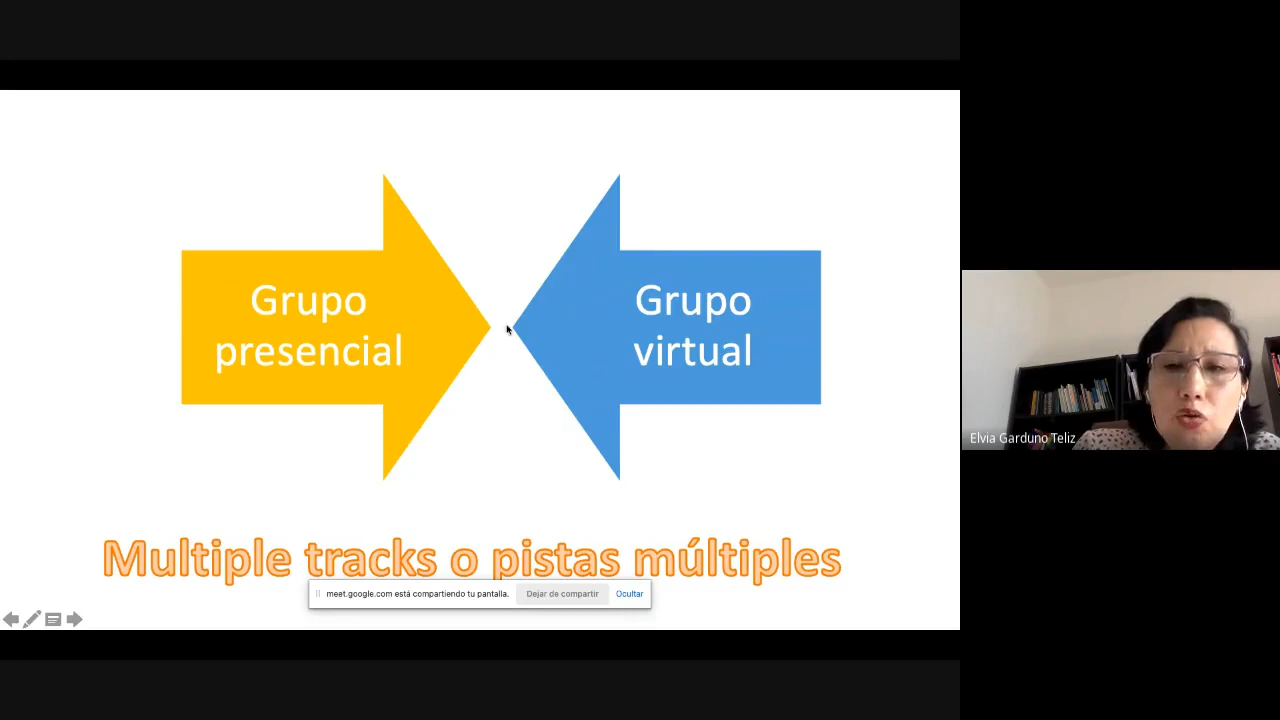 Grupo
presencial
Grupo
virtual
Multiple tracks o pistas múltiples
meet.google.com está compartiendo tu pantalla. Dejar de compartir Ocultar
Elvia Garduno Teliz